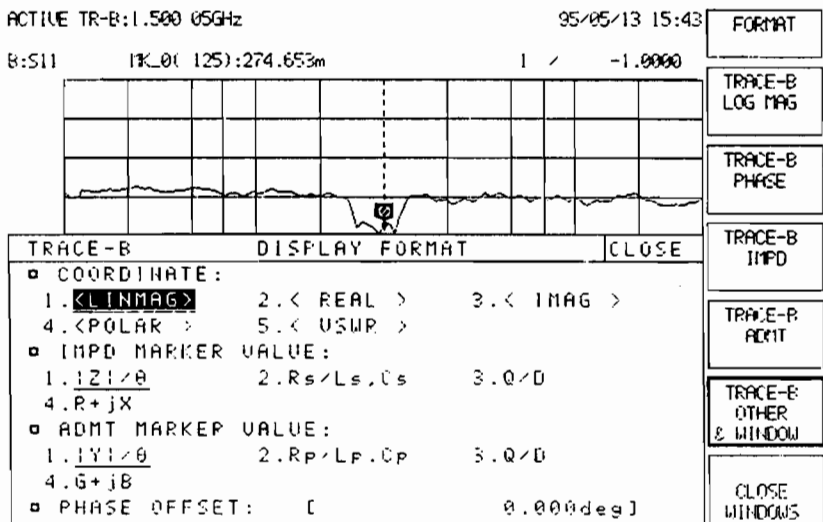 ACTIVE TR-B:1.500 05GHz
95/05/13 15:43
B:S11 MK_0( 125):274.653m 1 / -1.0000
0
TRACE-B DISPLAY FORMAT CLOSE
COORDINATE:
1.<LINMAG> 2.< REAL > 3.< IMAG >
4.<POLAR > 5.< VSWR >
IMPD MARKER VALUE:
1.|Z|/θ 2.Rs/Ls,Cs 3.Q/D
4.R+jX
ADMT MARKER VALUE:
1.|Y|/θ 2.Rp/Lp.Cp 3.Q/D
4.G+jB
PHASE OFFSET: [ 0.000deg]
FORMAT
TRACE-B
LOG MAG
TRACE-B
PHASE
TRACE-B
IMPD
TRACE-B
ADMT
TRACE-B
OTHER
& WINDOW
CLOSE
WINDOWS